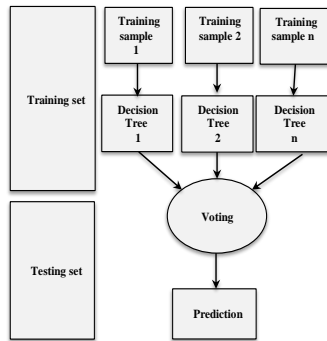 Training
sample
1
Training
sample 2
Training
sample n
Training set
Decision
Tree
1
Decision
Tree
2
Decision
Tree
n
Voting
Testing set
Prediction